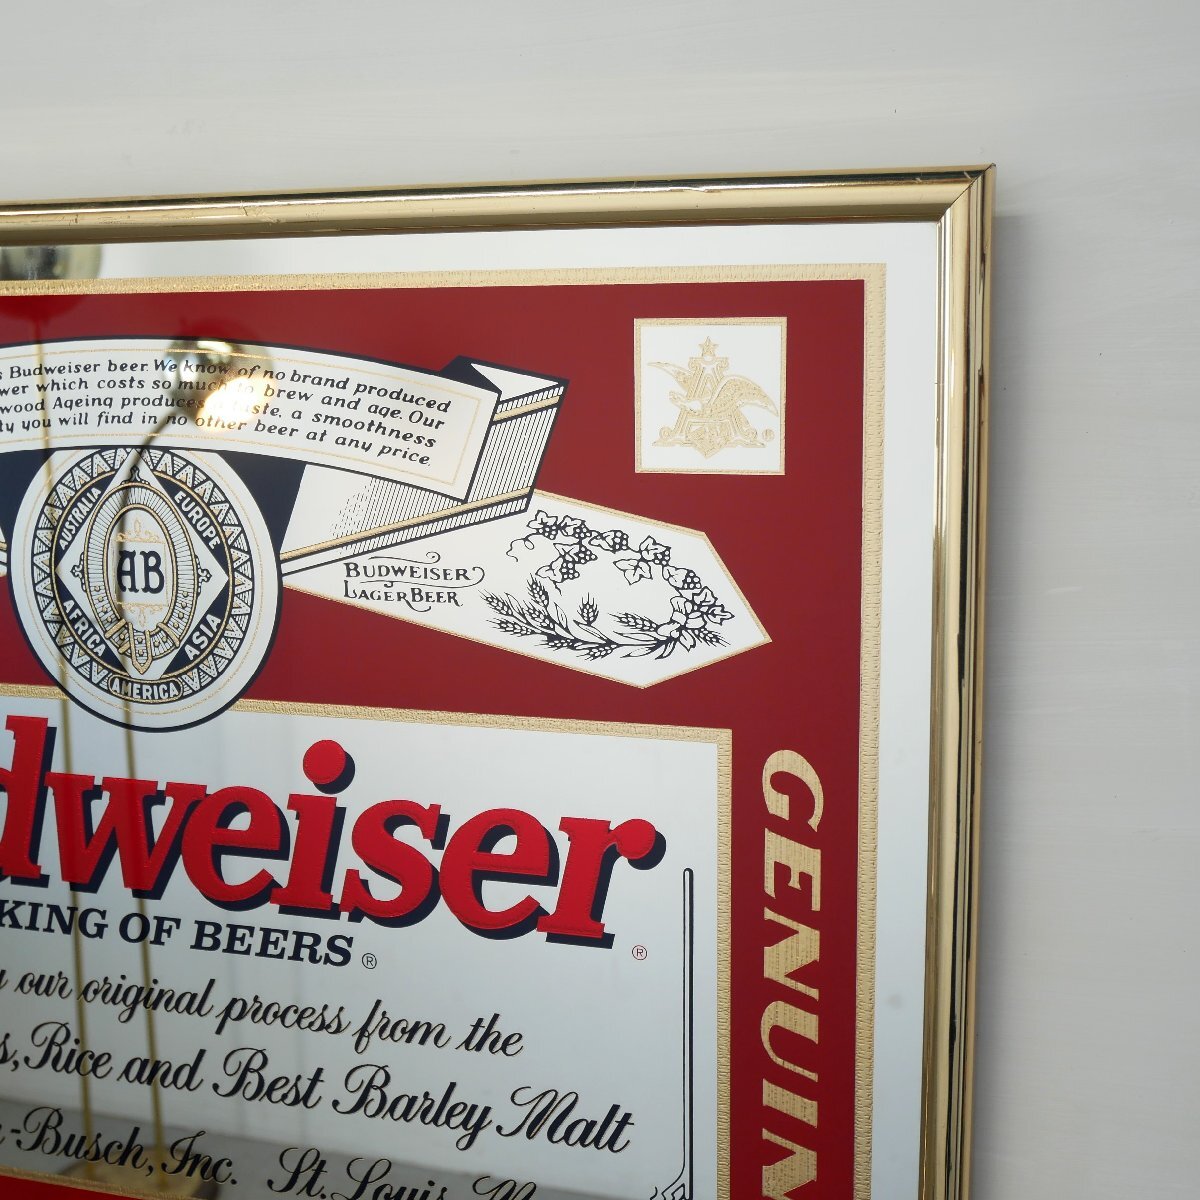 Budweiser beer. We know of no brand produced
which costs so much to brew and age. Our
Ageing produces a taste, a smoothness
you will find in no other beer at any price.
AUSTRALIA
EUROPE
AB
AFRICA
ASIA
AMERICA
BUDWEISER
LAGER BEER
dweiser®
KING OF BEERS®
our original process from the
Rice and Best Barley Malt
-Busch, Inc. St. Louis
GENUIN